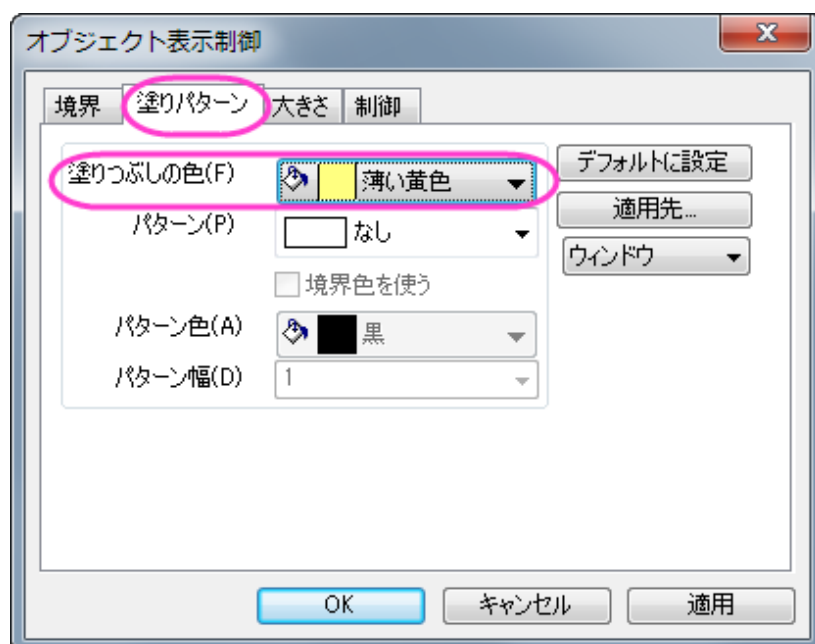 オブジェクト表示制御
境界 塗りパターン 大きさ 制御
塗りつぶしの色(F) 薄い黄色 デフォルトに設定
パターン(P) なし 適用先...
ウィンドウ
境界色を使う
パターン色(A) 黒
パターン幅(D) 1
OK キャンセル 適用